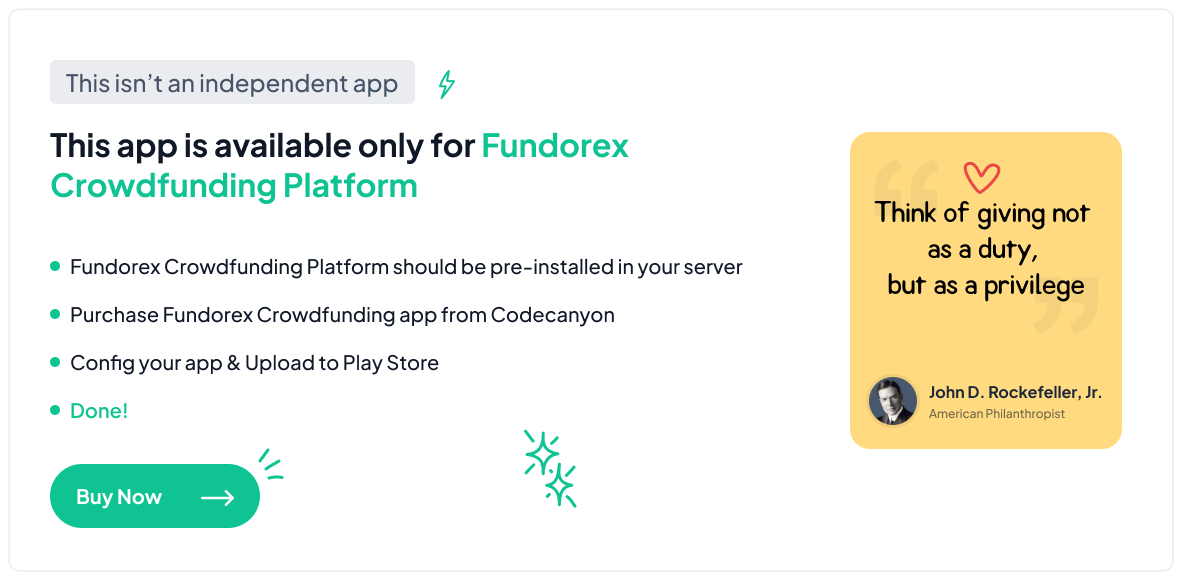 This isn’t an independent app
This app is available only for Fundorex
Crowdfunding Platform
Fundorex Crowdfunding Platform should be pre-installed in your server
Purchase Fundorex Crowdfunding app from Codecanyon
Config your app & Upload to Play Store
Done!
Buy Now
“
Think of giving not
as a duty,
but as a privilege
”
John D. Rockefeller, Jr.
American Philanthropist